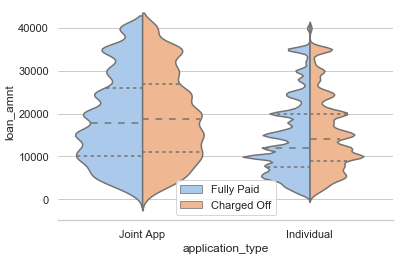 40000
30000
20000
10000
0
loan_amnt
Fully Paid
Charged Off
Joint App
Individual
application_type